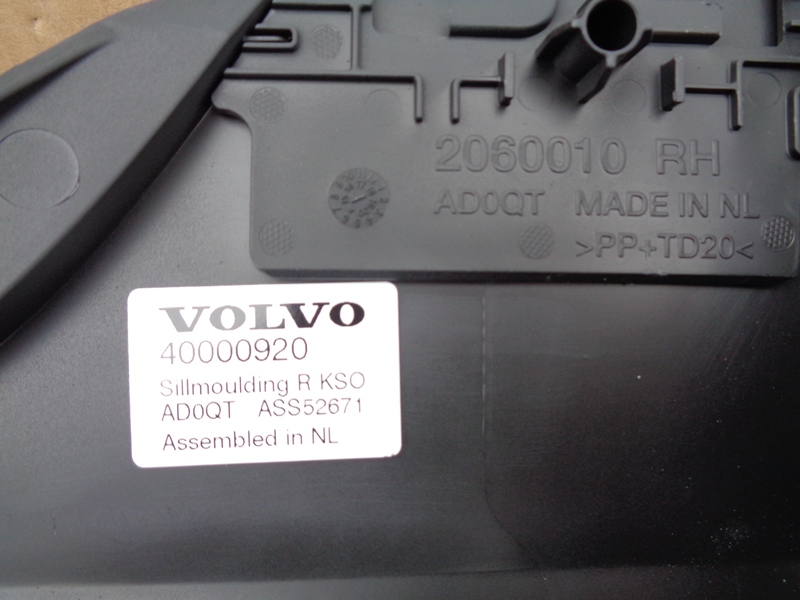 2060010 RH
AD0QT MADE IN NL
>PP+TD20<
VOLVO
40000920
Sillmoulding R KSO
AD0QT ASS52671
Assembled in NL